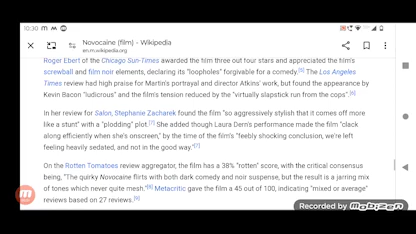 10:30
Novocaine (film) – Wikipedia
en.m.wikipedia.org
Roger Ebert of the Chicago Sun-Times awarded the film three out four stars and appreciated the film's
screwball and film noir elements, declaring its "loopholes" forgivable for a comedy.[5] The Los Angeles
Times review had high praise for Martin's portrayal and director Atkins' work, but found the appearance by
Kevin Bacon "ludicrous" and the film's tension reduced by the "virtually slapstick run from the cops".[6]
In her review for Salon, Stephanie Zacharek found the film "so aggressively stylish that it comes off more
like a stunt" with a "plodding" plot.[7] She added though Laura Dern's performance made the film "clack
along efficiently when she's onscreen," by the time of the film's "feebly shocking conclusion, we're left
feeling heavily sedated, and not in the good way."[7]
On the Rotten Tomatoes review aggregator, the film has a 38% "rotten" score, with the critical consensus
being, "The quirky Novocaine flirts with both dark comedy and noir suspense, but the result is a jarring mix
of tones which never quite mesh."[8] Metacritic gave the film a 45 out of 100, indicating "mixed or average"
reviews based on 27 reviews.[9]
Recorded by mobizen